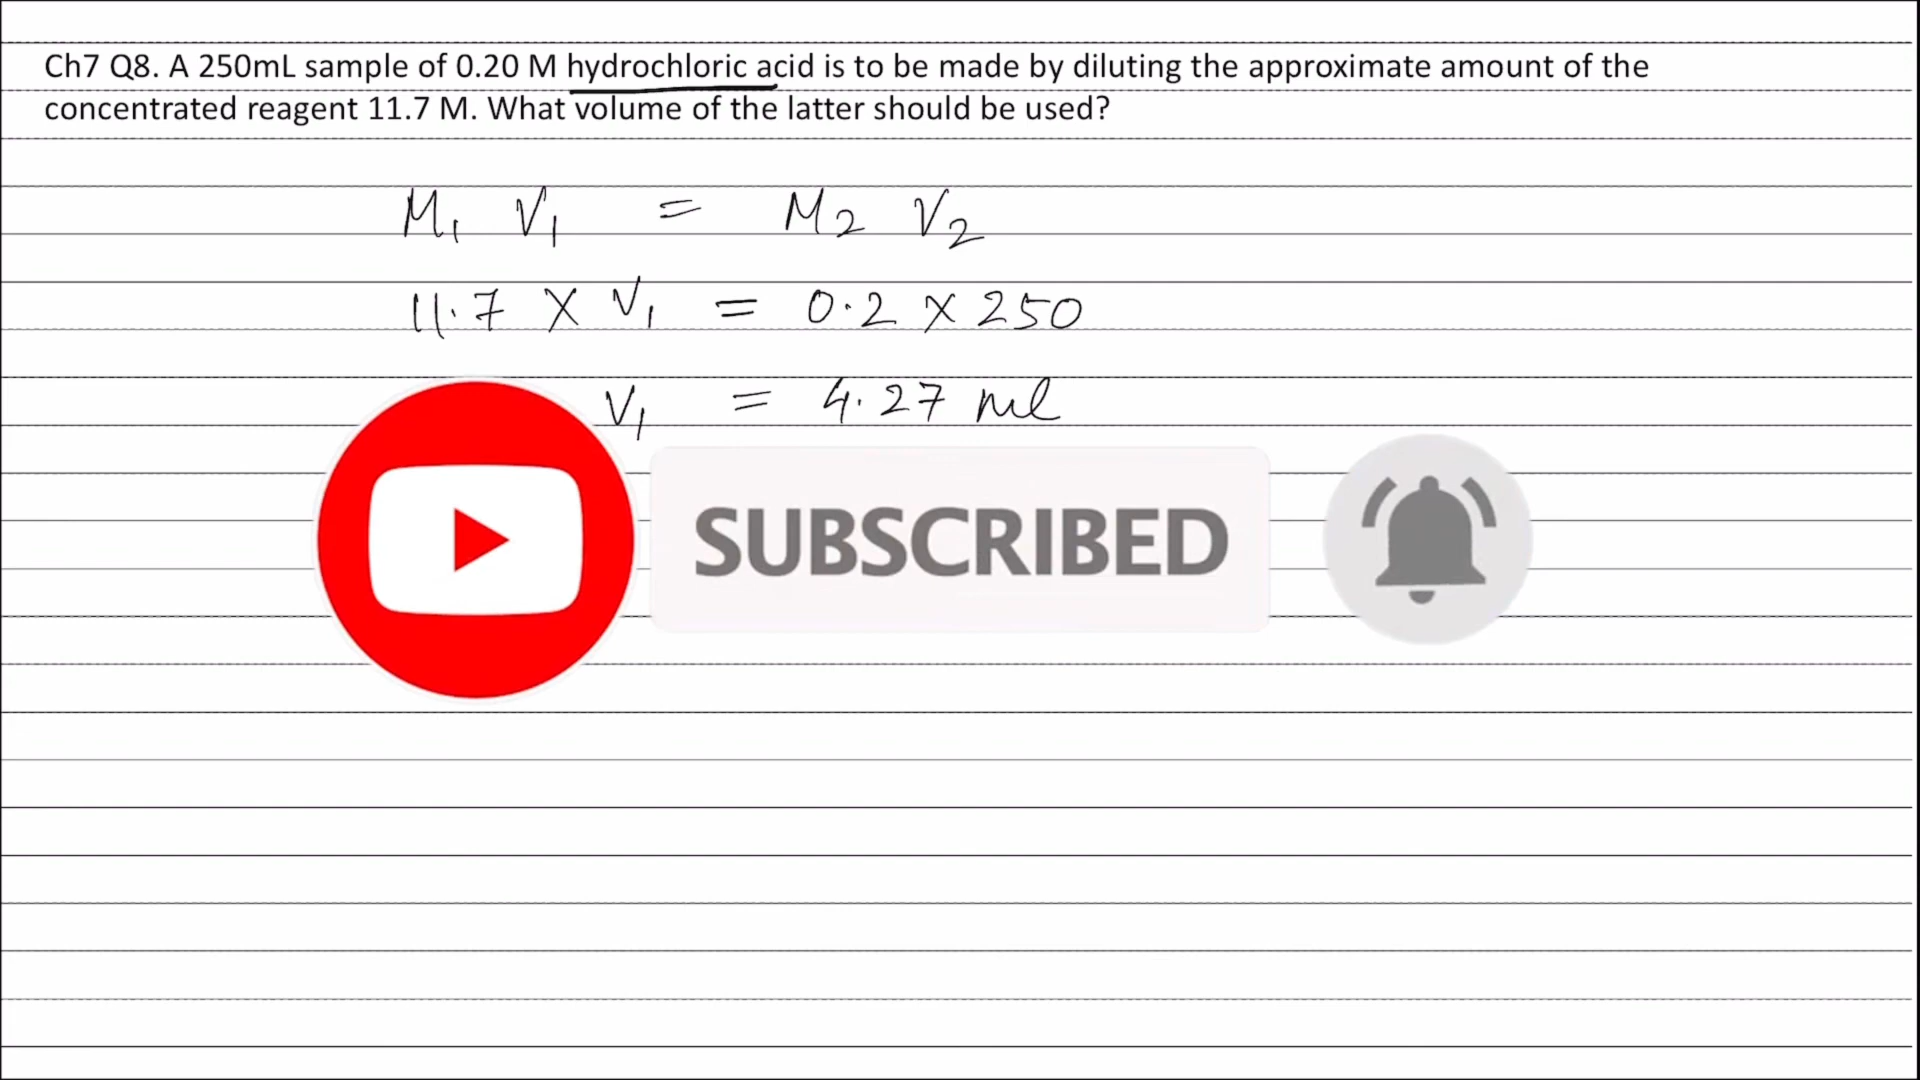 Ch7 Q8. A 250mL sample of 0.20 M hydrochloric acid is to be made by diluting the approximate amount of the
concentrated reagent 11.7 M. What volume of the latter should be used?
M₁ V₁ = M₂ V₂
11.7 X V₁ = 0.2 X 250
V₁ = 4.27 ml
SUBSCRIBED